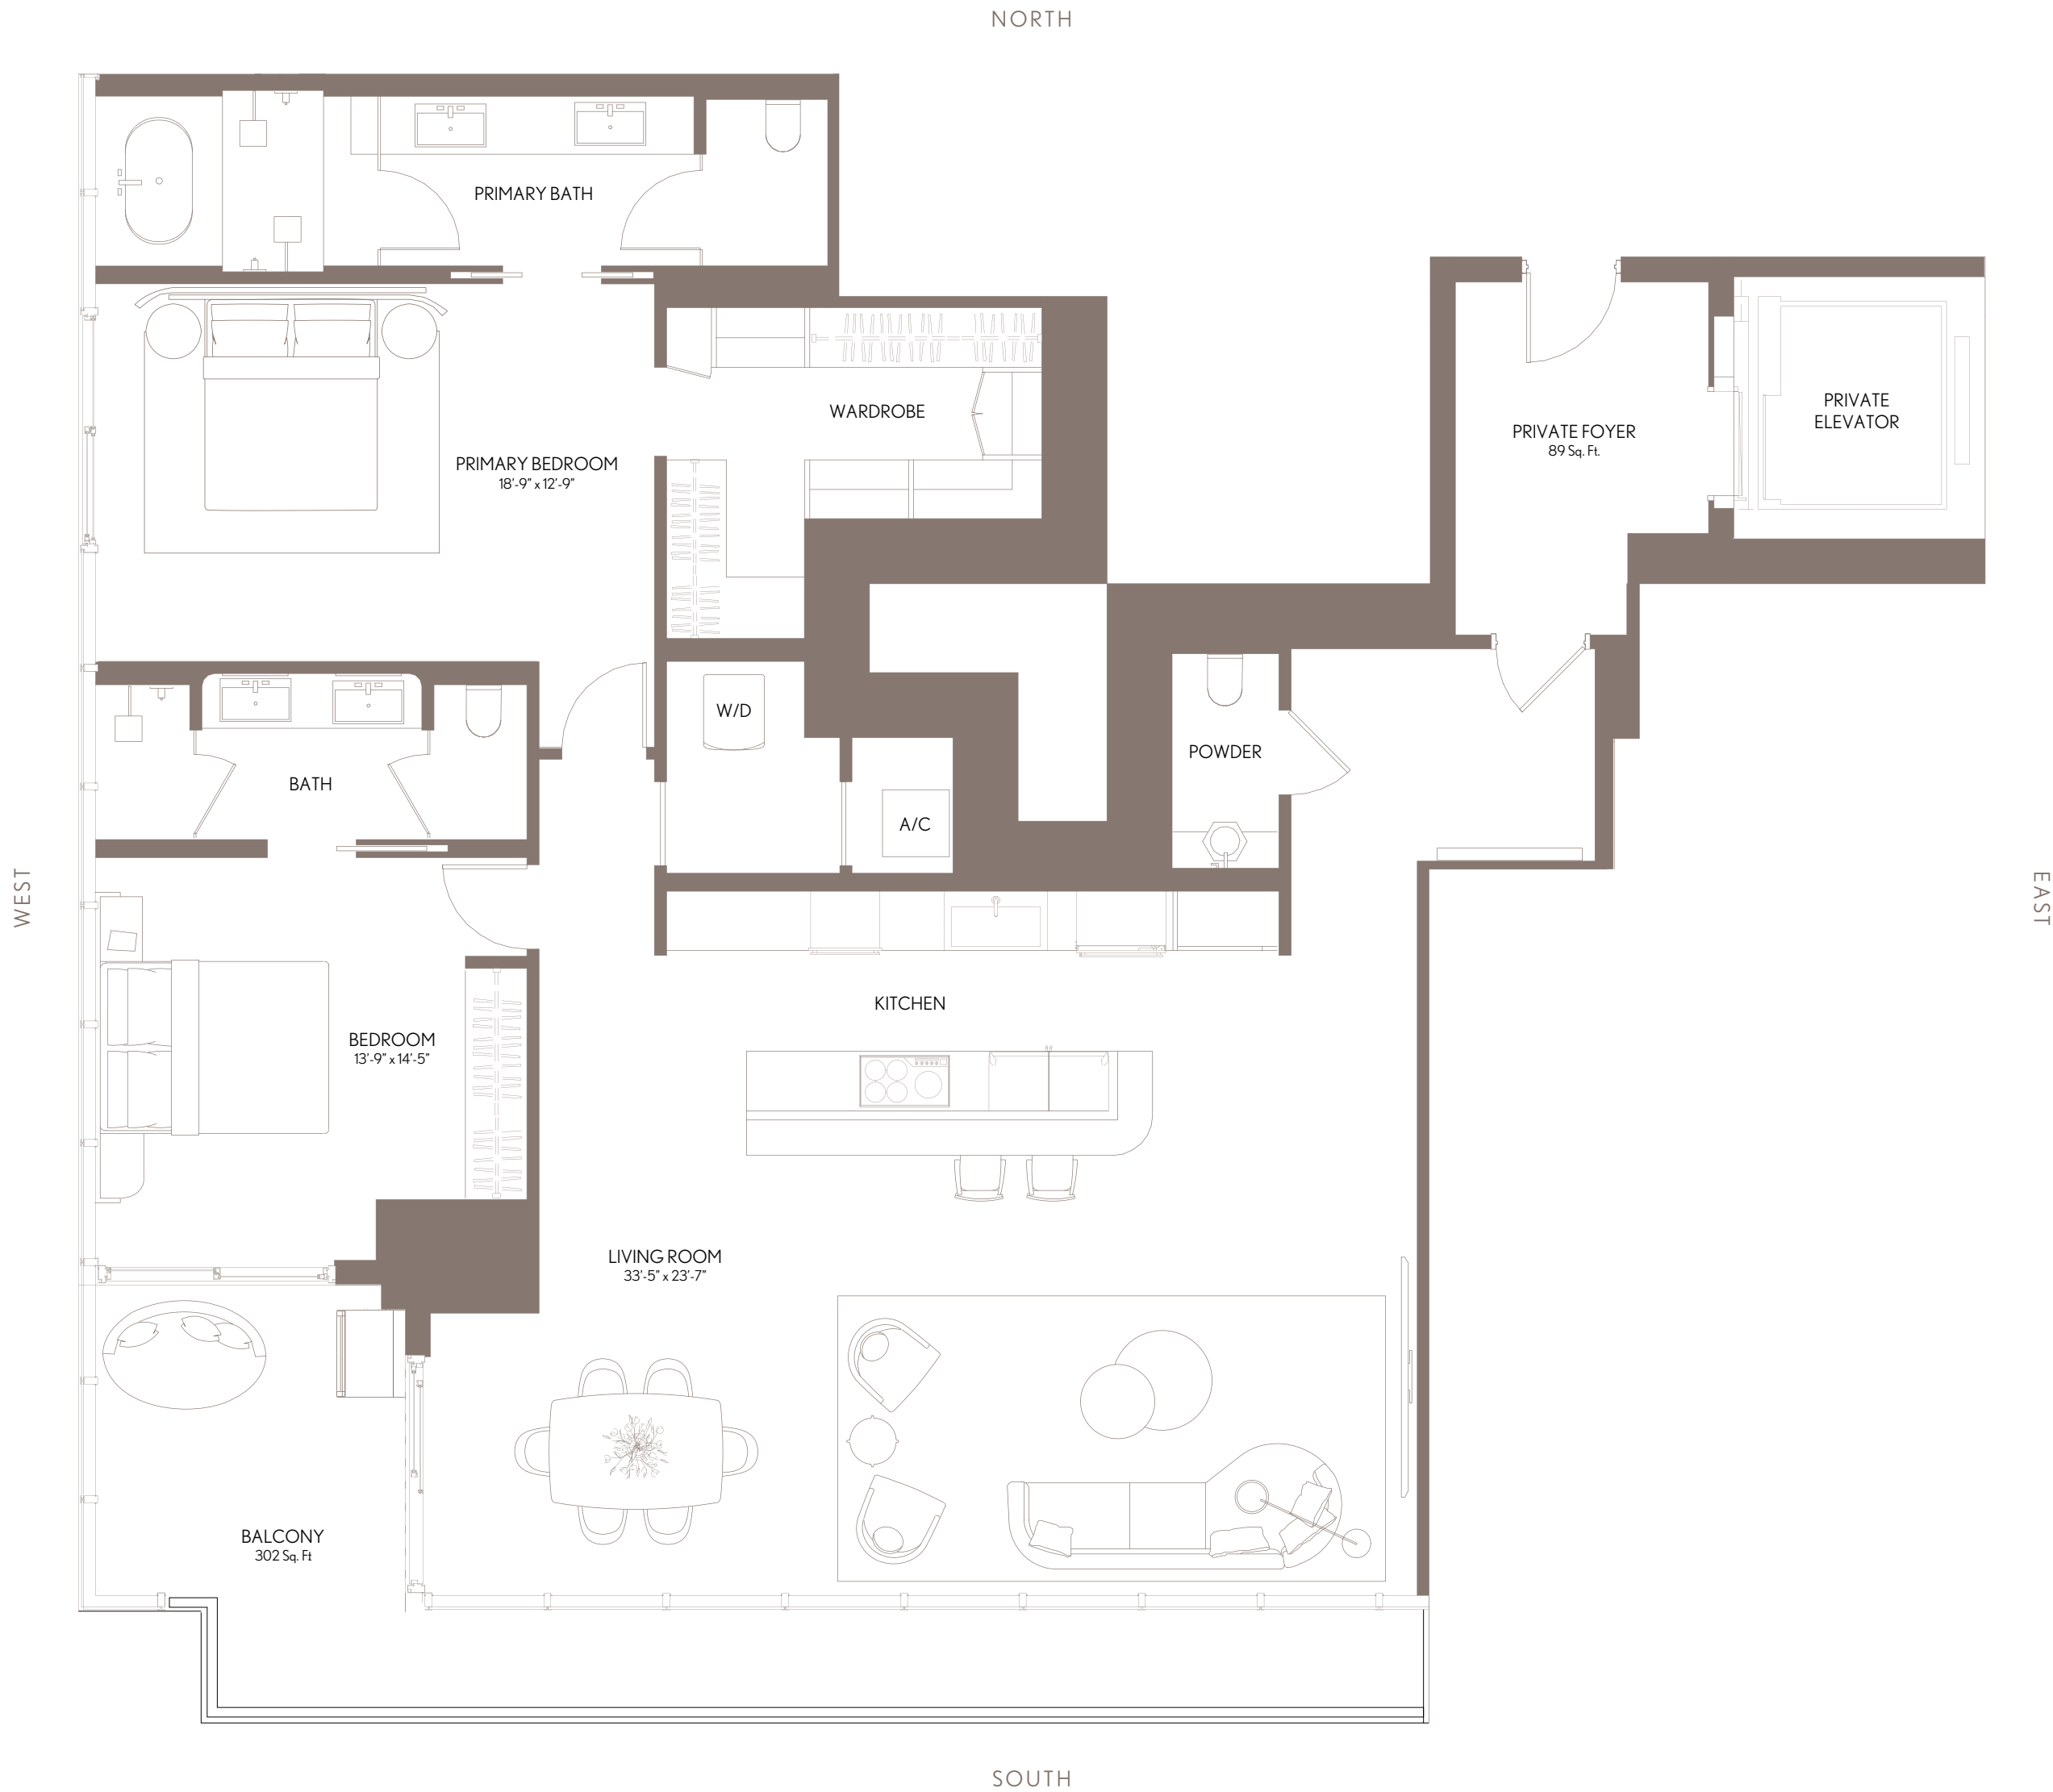 NORTH
PRIMARY BATH
PRIVATE
ELEVATOR
WARDROBE
PRIVATE FOYER
89 Sq. Ft.
PRIMARY BEDROOM
18'-9" x 12'-9"
W/D
POWDER
BATH
A/C
WEST
EAST
KITCHEN
BEDROOM
13'-9" x 14'-5"
LIVING ROOM
33'-5" x 23'-7"
BALCONY
302 Sq. Ft
SOUTH